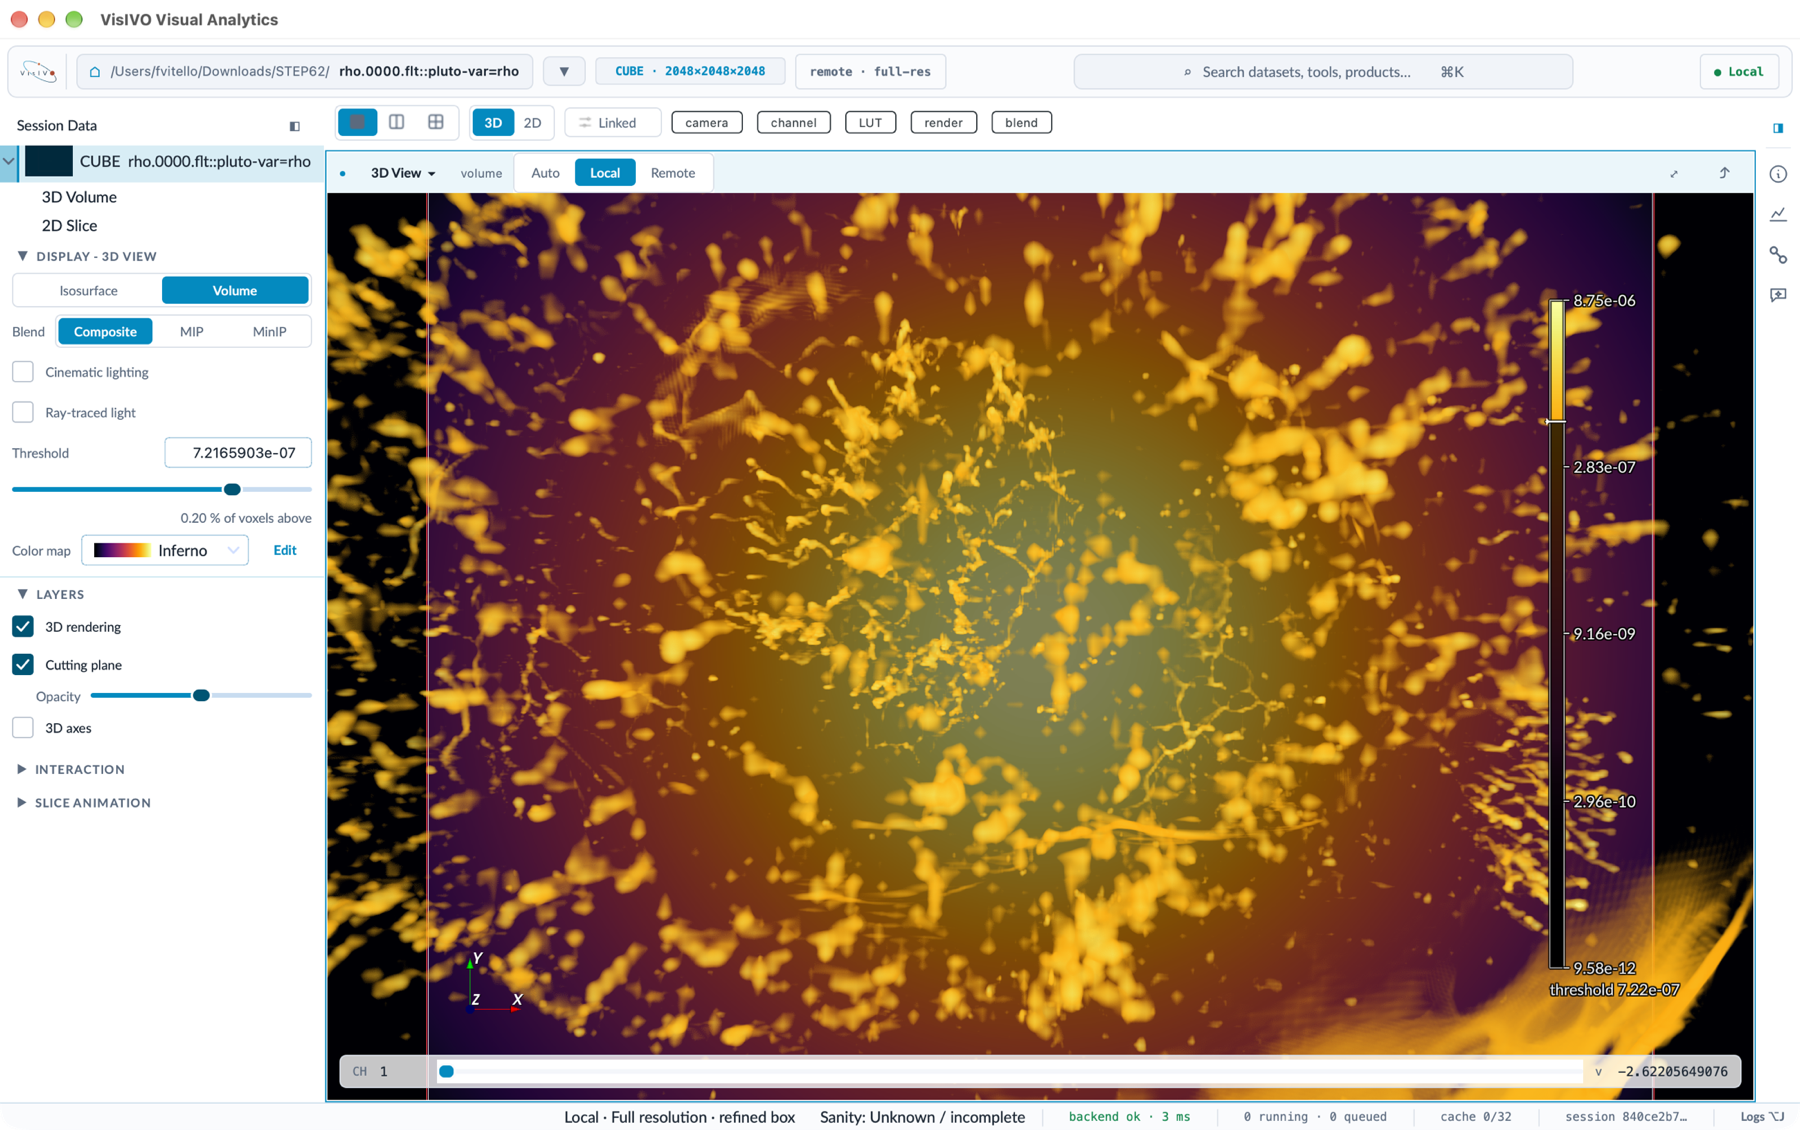 VisIVO Visual Analytics
VISIVO
/Users/fvitello/Downloads/STEP62/ rho.0000.flt::pluto-var=rho
CUBE · 2048×2048×2048
remote · full-res
Search datasets, tools, products... ⌘K
Local
Session Data
3D 2D
Linked
camera
channel
LUT
render
blend
CUBE rho.0000.flt::pluto-var=rho
3D Volume
2D Slice
DISPLAY - 3D VIEW
Isosurface Volume
Blend Composite MIP MinIP
Cinematic lighting
Ray-traced light
Threshold 7.2165903e-07
0.20 % of voxels above
Color map Inferno Edit
LAYERS
3D rendering
Cutting plane
Opacity
3D axes
INTERACTION
SLICE ANIMATION
3D View volume Auto Local Remote
8.75e-06
2.83e-07
9.16e-09
2.96e-10
9.58e-12
threshold 7.22e-07
Y
Z X
CH 1
v -2.62205649076
Local · Full resolution · refined box
Sanity: Unknown / incomplete
backend ok · 3 ms
0 running · 0 queued
cache 0/32
session 840ce2b7…
Logs ⌥J